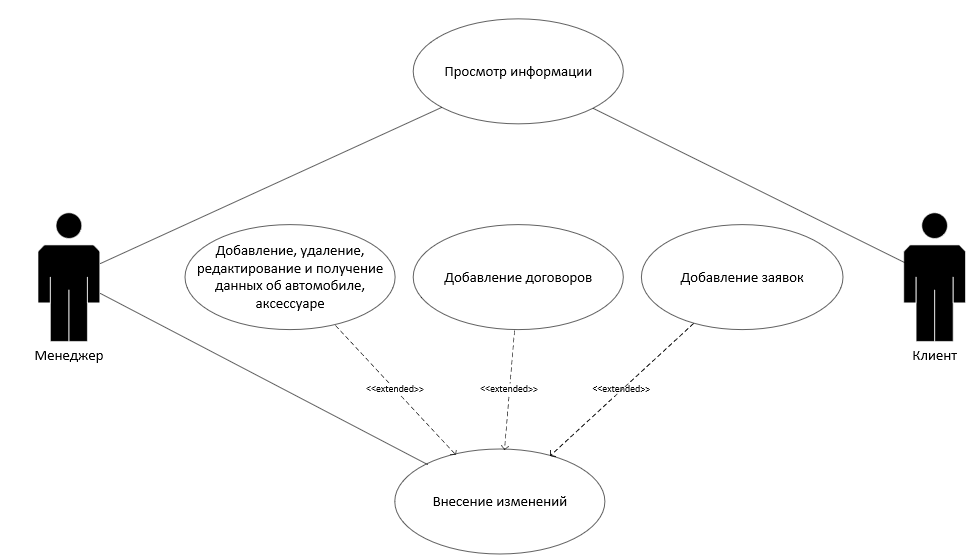 Просмотр информации
Добавление, удаление,
редактирование и получение
данных об автомобиле,
аксессуаре
Добавление договоров
Добавление заявок
Менеджер
Клиент
<<extended>>
<<extended>>
<<extended>>
Внесение изменений